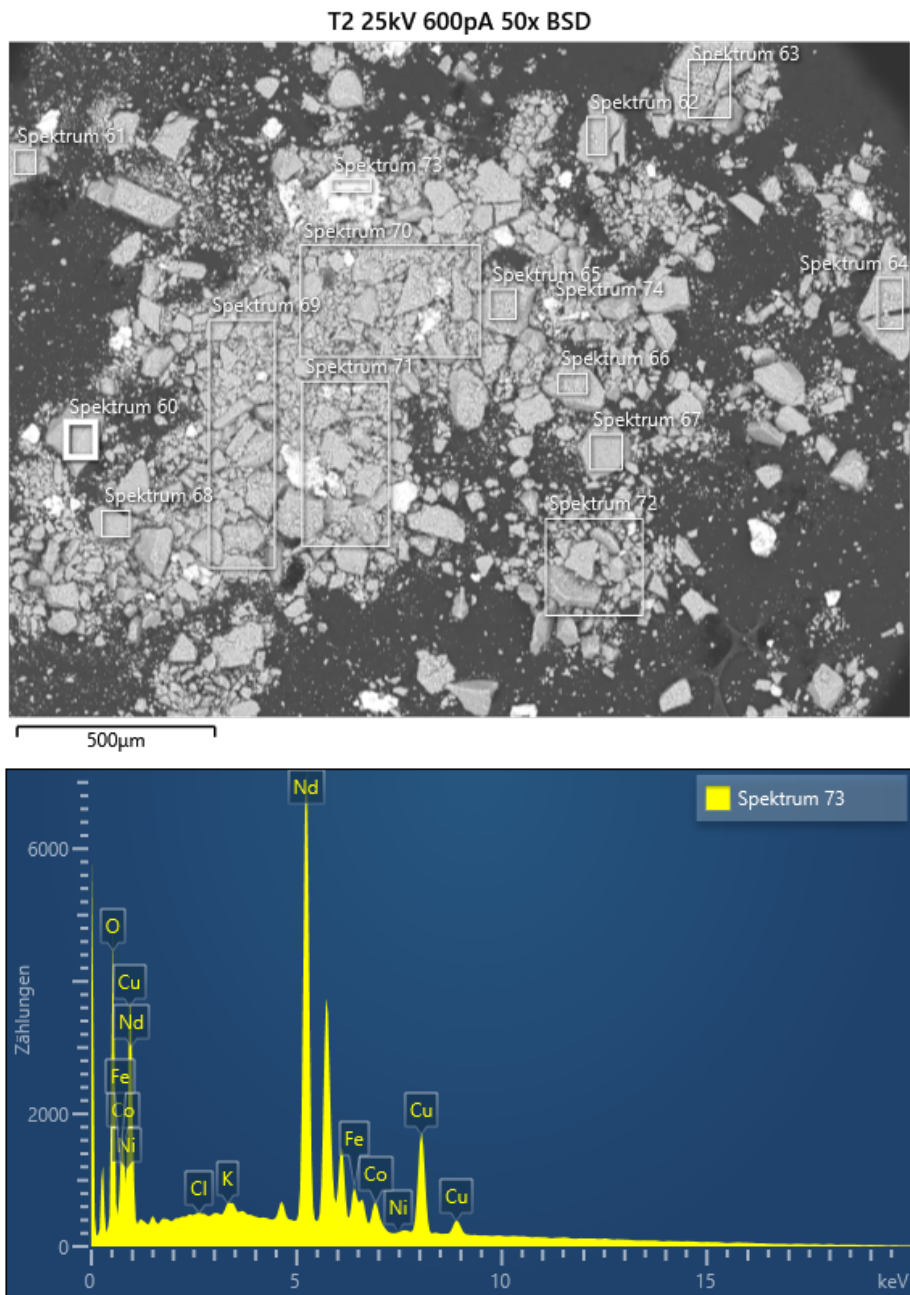 T2 25kV 600pA 50x BSD
Spektrum 63
Spektrum 62
Spektrum 61
Spektrum 73
Spektrum 70
Spektrum 64
Spektrum 65
Spektrum 74
Spektrum 69
Spektrum 71
Spektrum 66
Spektrum 60
Spektrum 67
Spektrum 68
Spektrum 72
500µm
Nd
Spektrum 73
6000
O
Cu
Zählungen
Nd
Fe
2000
Co
Cu
Ni
Fe
Co
Cl
K
Ni
Cu
0
0
5
10
15
keV